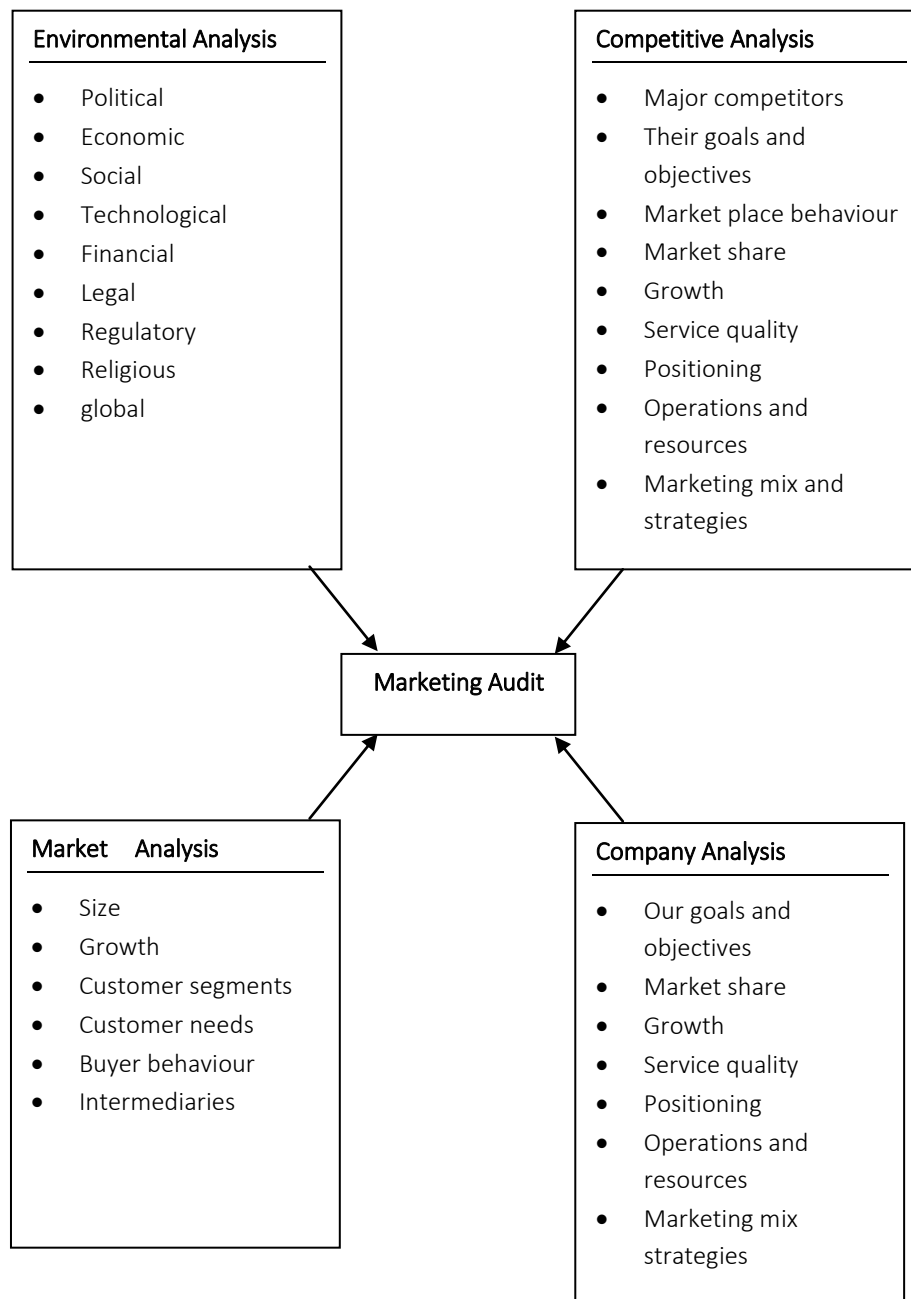 Environmental Analysis
• Political
• Economic
• Social
• Technological
• Financial
• Legal
• Regulatory
• Religious
• global
Competitive Analysis
• Major competitors
• Their goals and
objectives
• Market place behaviour
• Market share
• Growth
• Service quality
• Positioning
• Operations and
resources
• Marketing mix and
strategies
Marketing Audit
Market Analysis
• Size
• Growth
• Customer segments
• Customer needs
• Buyer behaviour
• Intermediaries
Company Analysis
• Our goals and
objectives
• Market share
• Growth
• Service quality
• Positioning
• Operations and
resources
• Marketing mix
strategies